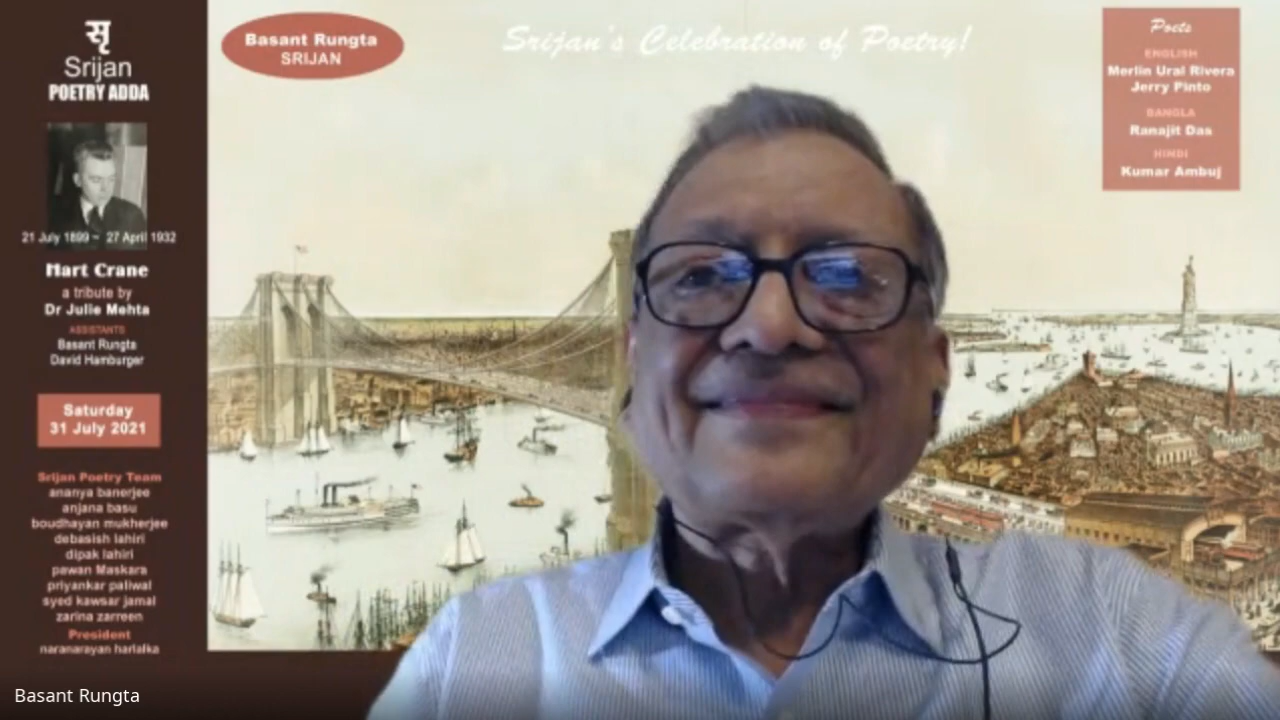 सृ
Srijan
POETRY ADDA
21 July 1899 ~ 27 April 1932
Hart Crane
a tribute by
Dr Julie Mehta
ASSISTANTS
Basant Rungta
David Hamburger
Saturday
31 July 2021
Srijan Poetry Team
ananya banerjee
anjana basu
boudhayan mukherjee
debasish lahiri
dipak lahiri
pawan Maskara
priyankar paliwal
syed kawsar jamal
zarina zarreen
President
naranarayan harlalka
Basant Rungta
SRIJAN
Srijan's Celebration of Poetry!
Poets
ENGLISH
Merlin Ural Rivera
Jerry Pinto
BANGLA
Ranajit Das
HINDI
Kumar Ambuj
Basant Rungta